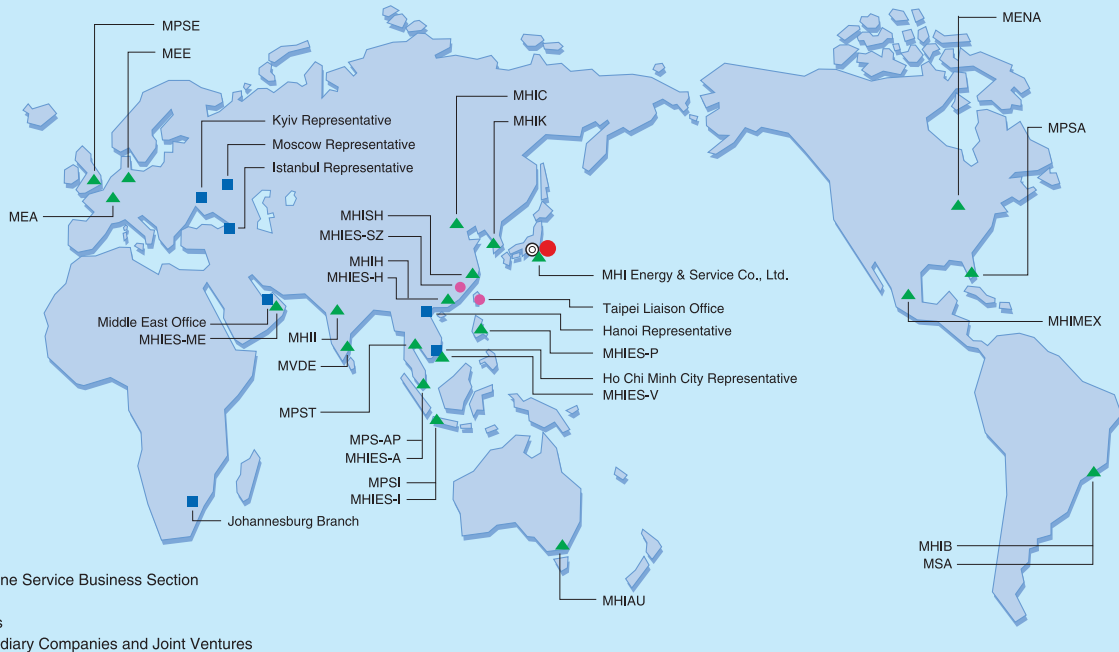 MPSE
MENA
MEE
MHIC
Kyiv Representative
MHIK
MPSA
Moscow Representative
Istanbul Representative
MEA
MHISH
MHIES-SZ
MHIH
MHIES-H
MHI Energy & Service Co., Ltd.
Taipei Liaison Office
Middle East Office
MHIES-ME
MHII
Hanoi Representative
MHIMEX
MHIES-P
MVDE
Ho Chi Minh City Representative
MHIES-V
MPST
MPS-AP
MHIES-A
MPSI
MHIES-I
Johannesburg Branch
MHIB
MSA
ne Service Business Section
MHIAU
s
diary Companies and Joint Ventures